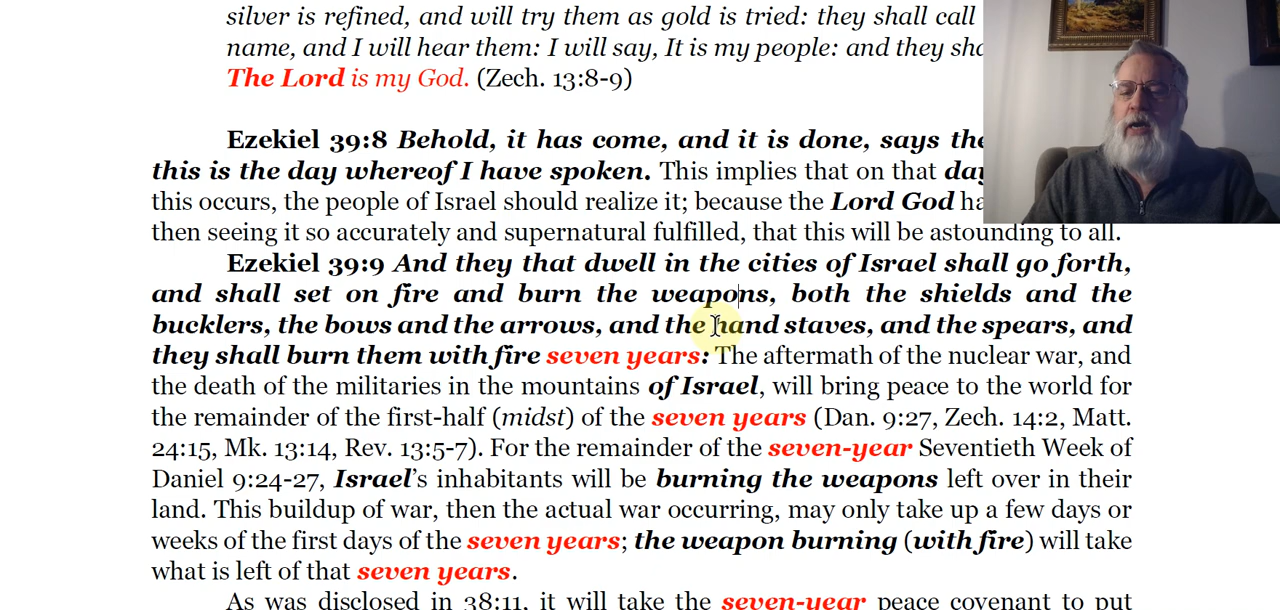 silver is refined, and will try them as gold is tried: they shall call
name, and I will hear them: I will say, It is my people: and they
The Lord is my God. (Zech. 13:8-9)
Ezekiel 39:8 Behold, it has come, and it is done, says
this is the day whereof I have spoken. This implies that on that
this occurs, the people of Israel should realize it; because the Lord God
then seeing it so accurately and supernatural fulfilled, that this will be astounding to all.
Ezekiel 39:9 And they that dwell in the cities of Israel shall go forth,
and shall set on fire and burn the weapons, both the shields and the
bucklers, the bows and the arrows, and the hand staves, and the spears, and
they shall burn them with fire seven years: The aftermath of the nuclear war, and
the death of the militaries in the mountains of Israel, will bring peace to the world for
the remainder of the first-half (midst) of the seven years (Dan. 9:27, Zech. 14:2, Matt.
24:15, Mk. 13:14, Rev. 13:5-7). For the remainder of the seven-year Seventieth Week of
Daniel 9:24-27, Israel's inhabitants will be burning the weapons left over in their
land. This buildup of war, then the actual war occurring, may only take up a few days or
weeks of the first days of the seven years; the weapon burning (with fire) will take
what is left of that seven years.
As was disclosed in 38:11, it will take the seven-year peace covenant to put